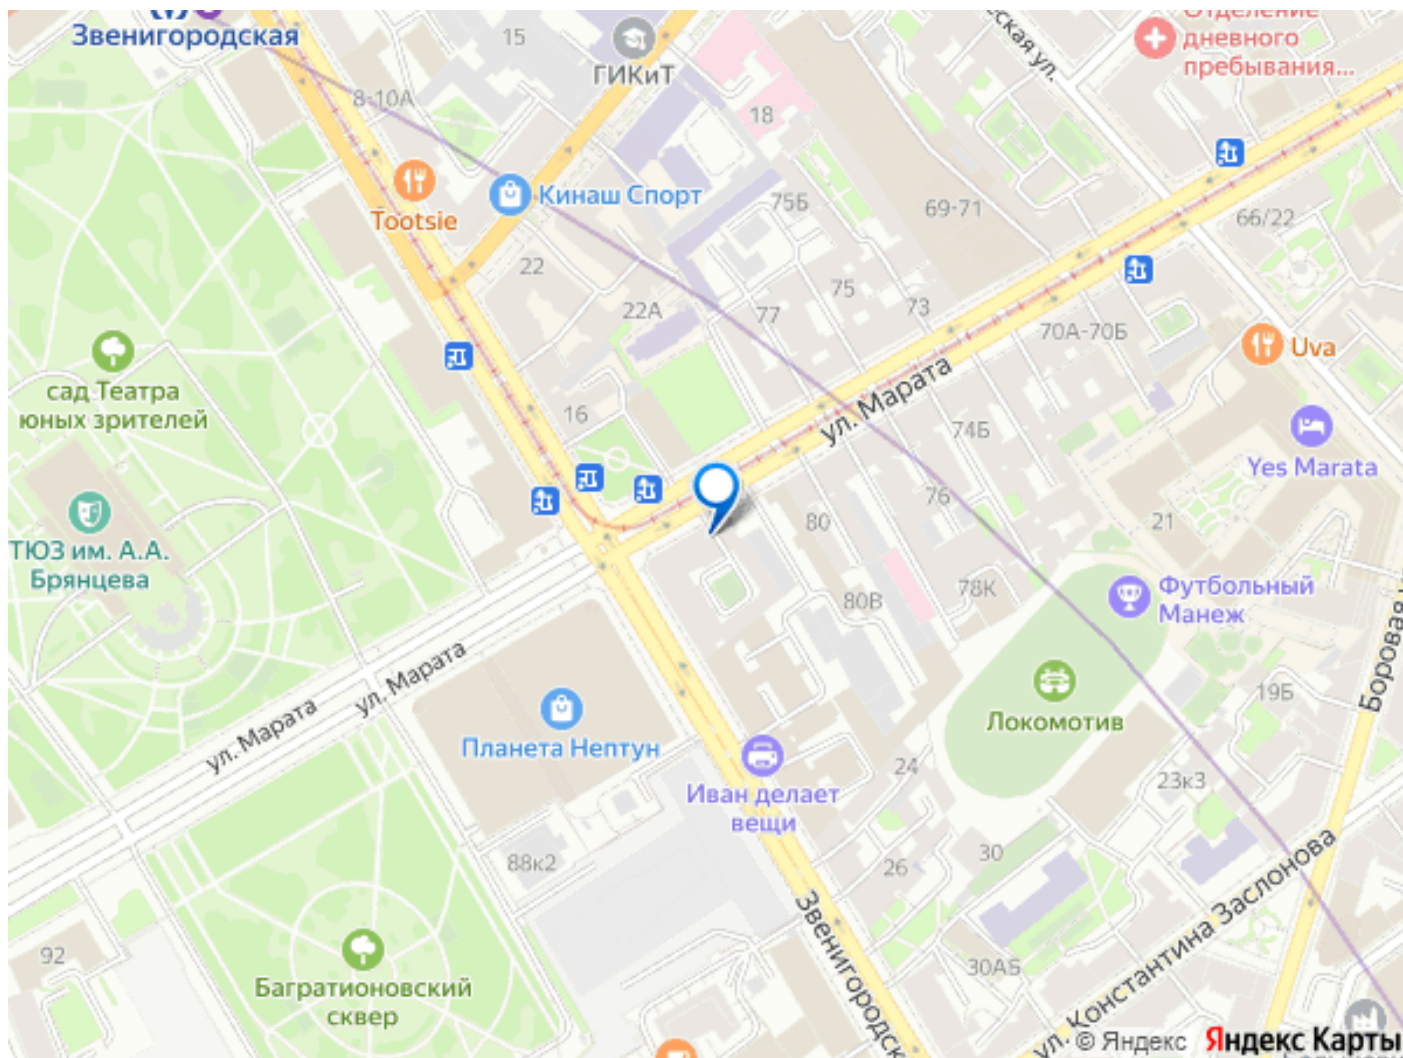 Звенигородская
15
ГИКиТ
8-10А
18
Отделение
дневного
пребывания...
ская ул.
Tootsie
Кинаш Спорт
75Б
69-71
66/22
22
22А
77
75
73
70А-70Б
Uva
сад Театра
юных зрителей
16
ул. Марата
74Б
Yes Marata
76
80
21
ТЮЗ им. А.А.
Брянцева
80В
78К
Футбольный
Манеж
Боровая
ул. Марата
ул. Марата
Планета Нептун
Локомотив
19Б
Иван делает
вещи
24
23к3
88к2
26
30
ул. Константина Заслонова
Звенигородск
92
Багратионовский
сквер
30АБ
© Яндекс Яндекс Карты